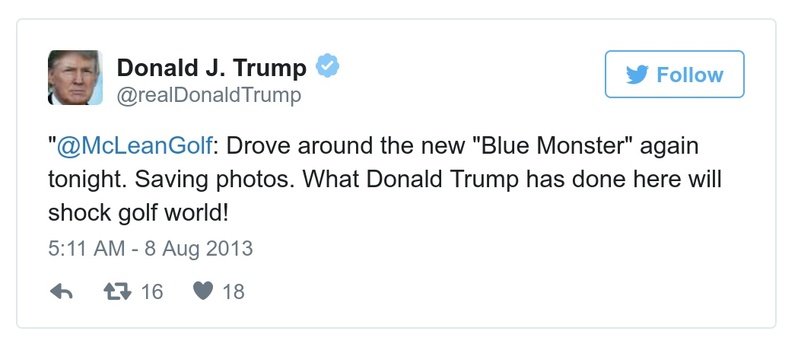 Donald J. Trump
Follow
@realDonaldTrump
"@McLeanGolf: Drove around the new "Blue Monster" again
tonight. Saving photos. What Donald Trump has done here will
shock golf world!
5:11 AM - 8 Aug 2013
16 18